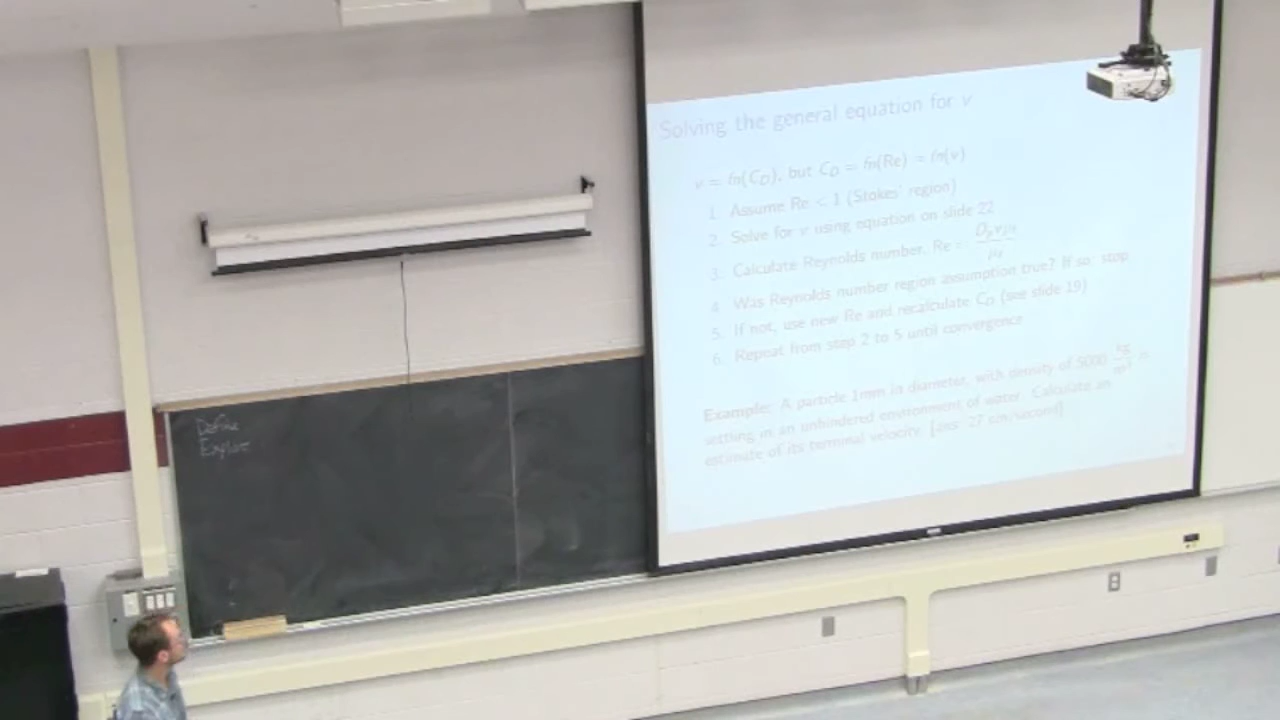 Define
Explore
Solving the general equation for v
v = fn(C_D), but C_D = fn(Re) = fn(v)
1. Assume Re < 1 (Stokes' region)
2. Solve for v using equation on slide 22
3. Calculate Reynolds number, Re = D_p v ρ_f / μ_f
4. Was Reynolds number region assumption true? If so: stop
5. If not, use new Re and recalculate C_D (see slide 19)
6. Repeat from step 2 to 5 until convergence
Example: A particle 1mm in diameter, with density of 5000 kg/m³ is
settling in an unhindered environment of water. Calculate an
estimate of its terminal velocity. [ans: 27 cm/second]